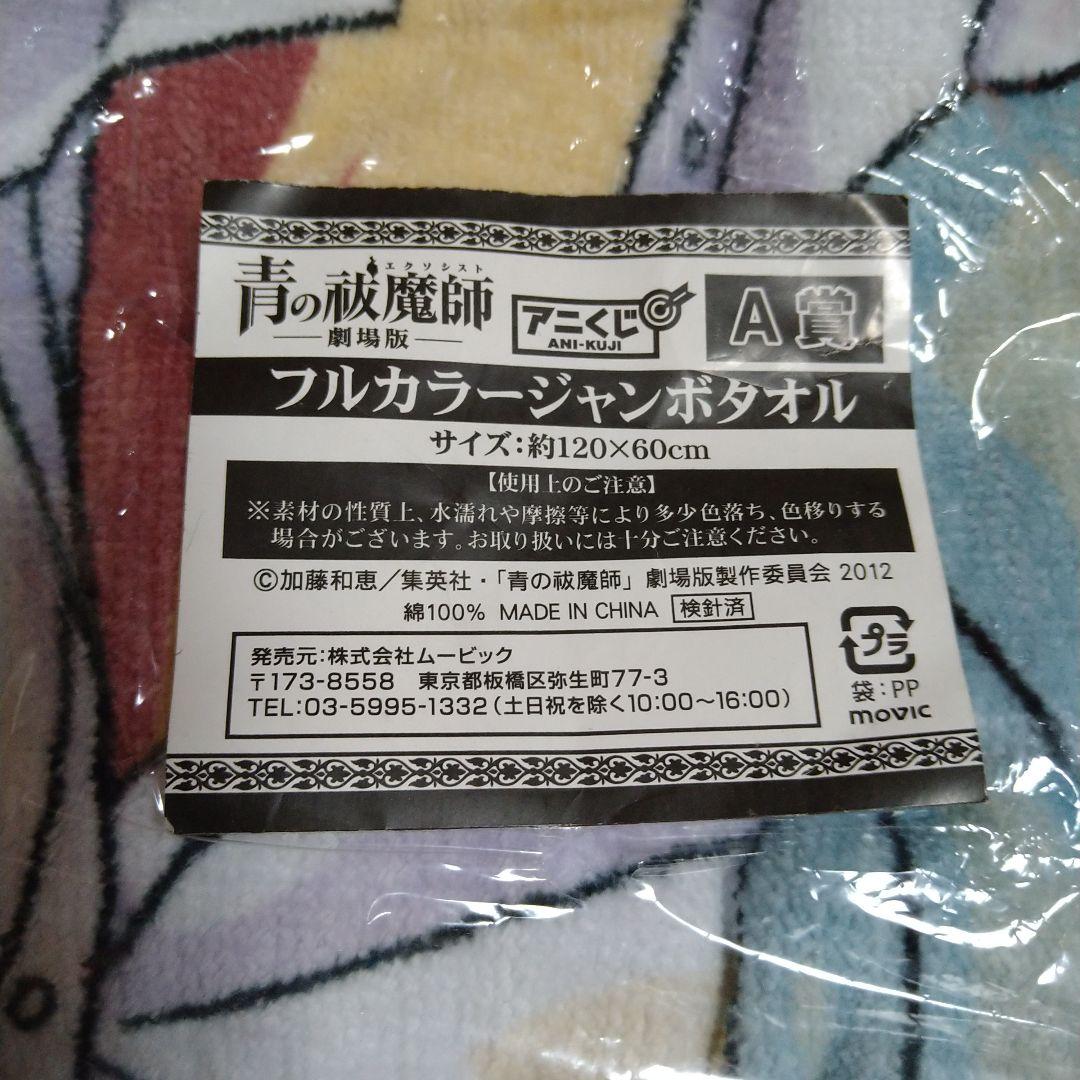 エクソシスト
青の祓魔師
劇場版
アニくじ
ANI-KUJI
A賞
フルカラージャンボタオル
サイズ:約120×60cm
【使用上のご注意】
※素材の性質上、水濡れや摩擦等により多少色落ち、色移りする
場合がございます。お取り扱いには十分ご注意ください。
©加藤和恵/集英社・「青の祓魔師」劇場版製作委員会 2012
綿100% MADE IN CHINA 検針済
発売元:株式会社ムービック
〒173-8558 東京都板橋区弥生町77-3
TEL:03-5995-1332(土日祝を除く10:00〜16:00)
プラ
袋:PP
movic